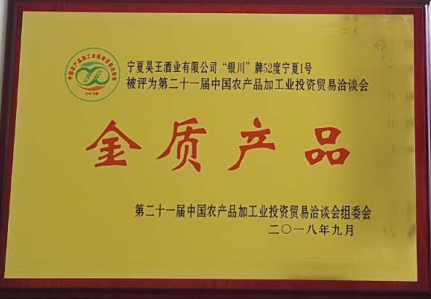 宁夏昊王酒业有限公司“银川”牌52度宁夏1号
被评为第二十一届中国农产品加工业投资贸易洽谈会
金质产品
第二十一届中国农产品加工业投资贸易洽谈会组委会
二〇一八年九月